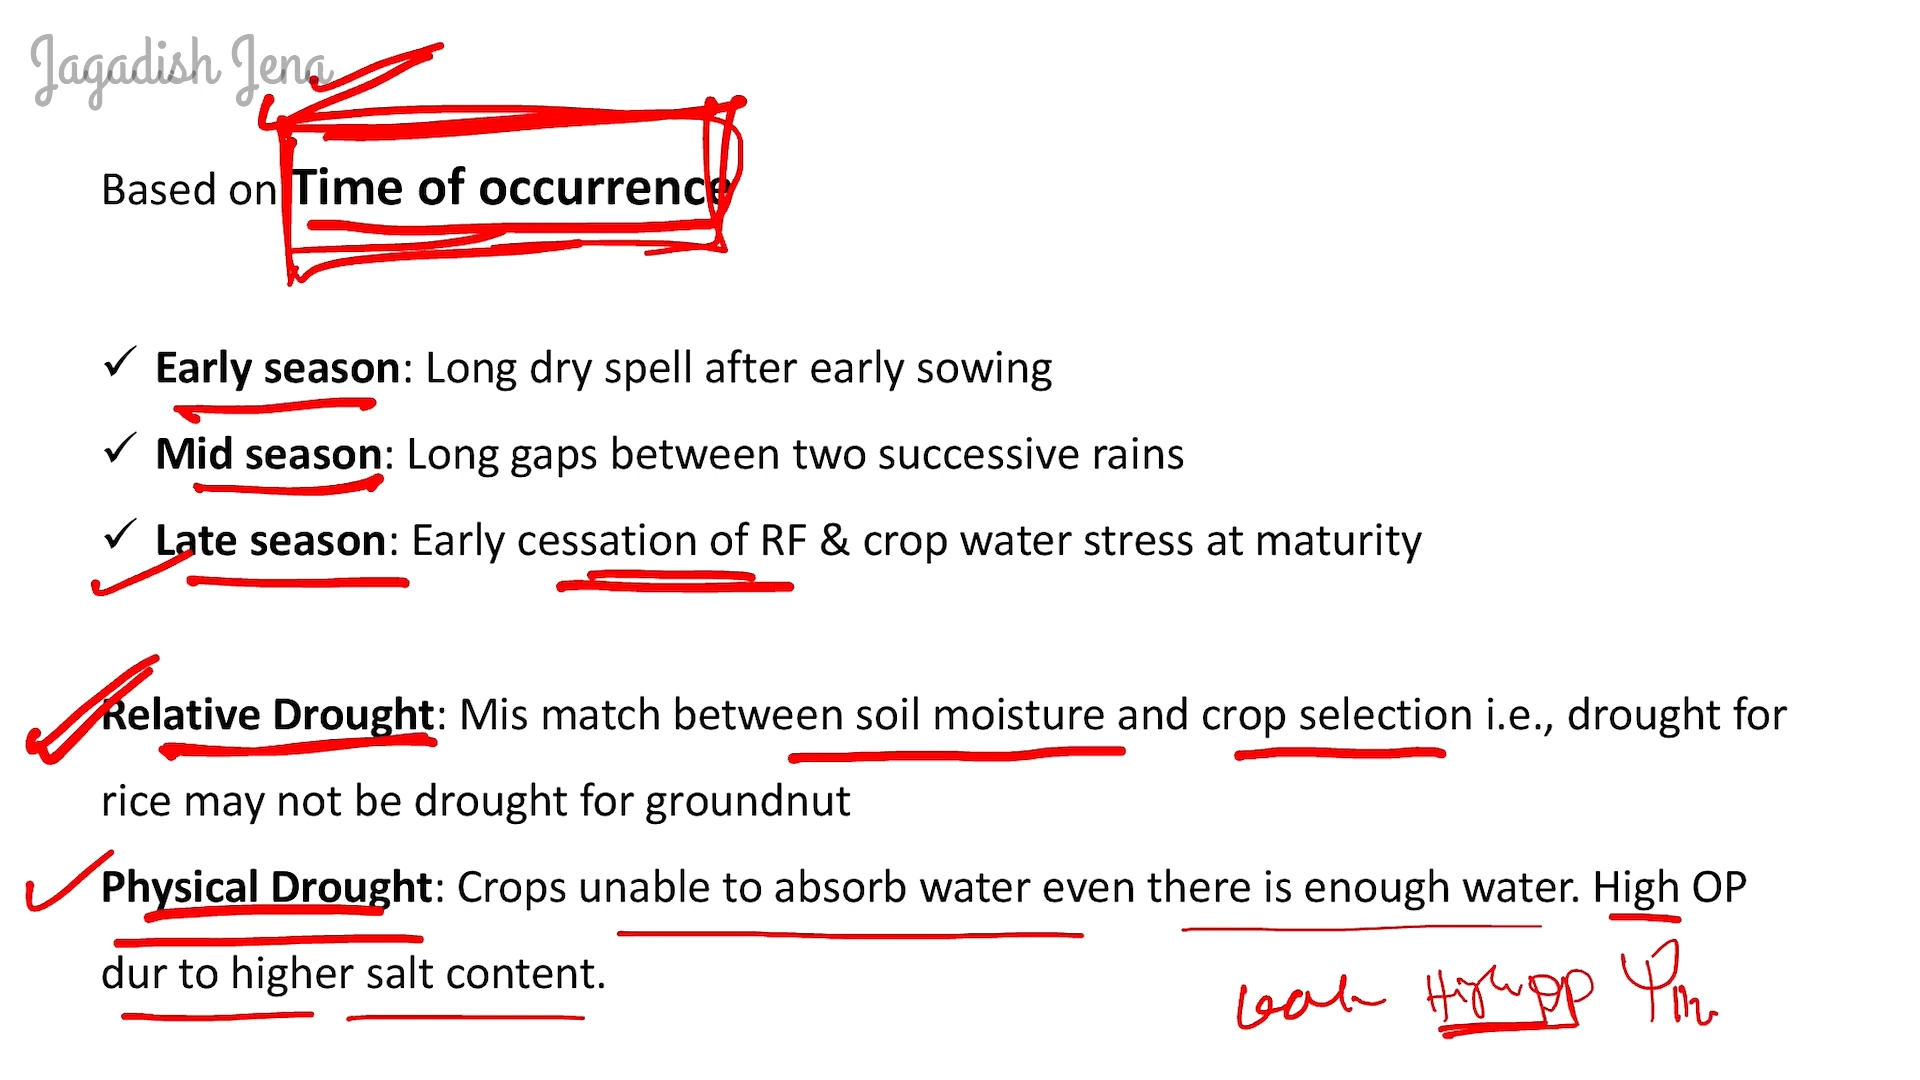 Jagadish Jena
Based on Time of occurrence
✓ Early season: Long dry spell after early sowing
✓ Mid season: Long gaps between two successive rains
✓ Late season: Early cessation of RF & crop water stress at maturity
Relative Drought: Mis match between soil moisture and crop selection i.e., drought for
rice may not be drought for groundnut
Physical Drought: Crops unable to absorb water even there is enough water. High OP
dur to higher salt content.
High OP